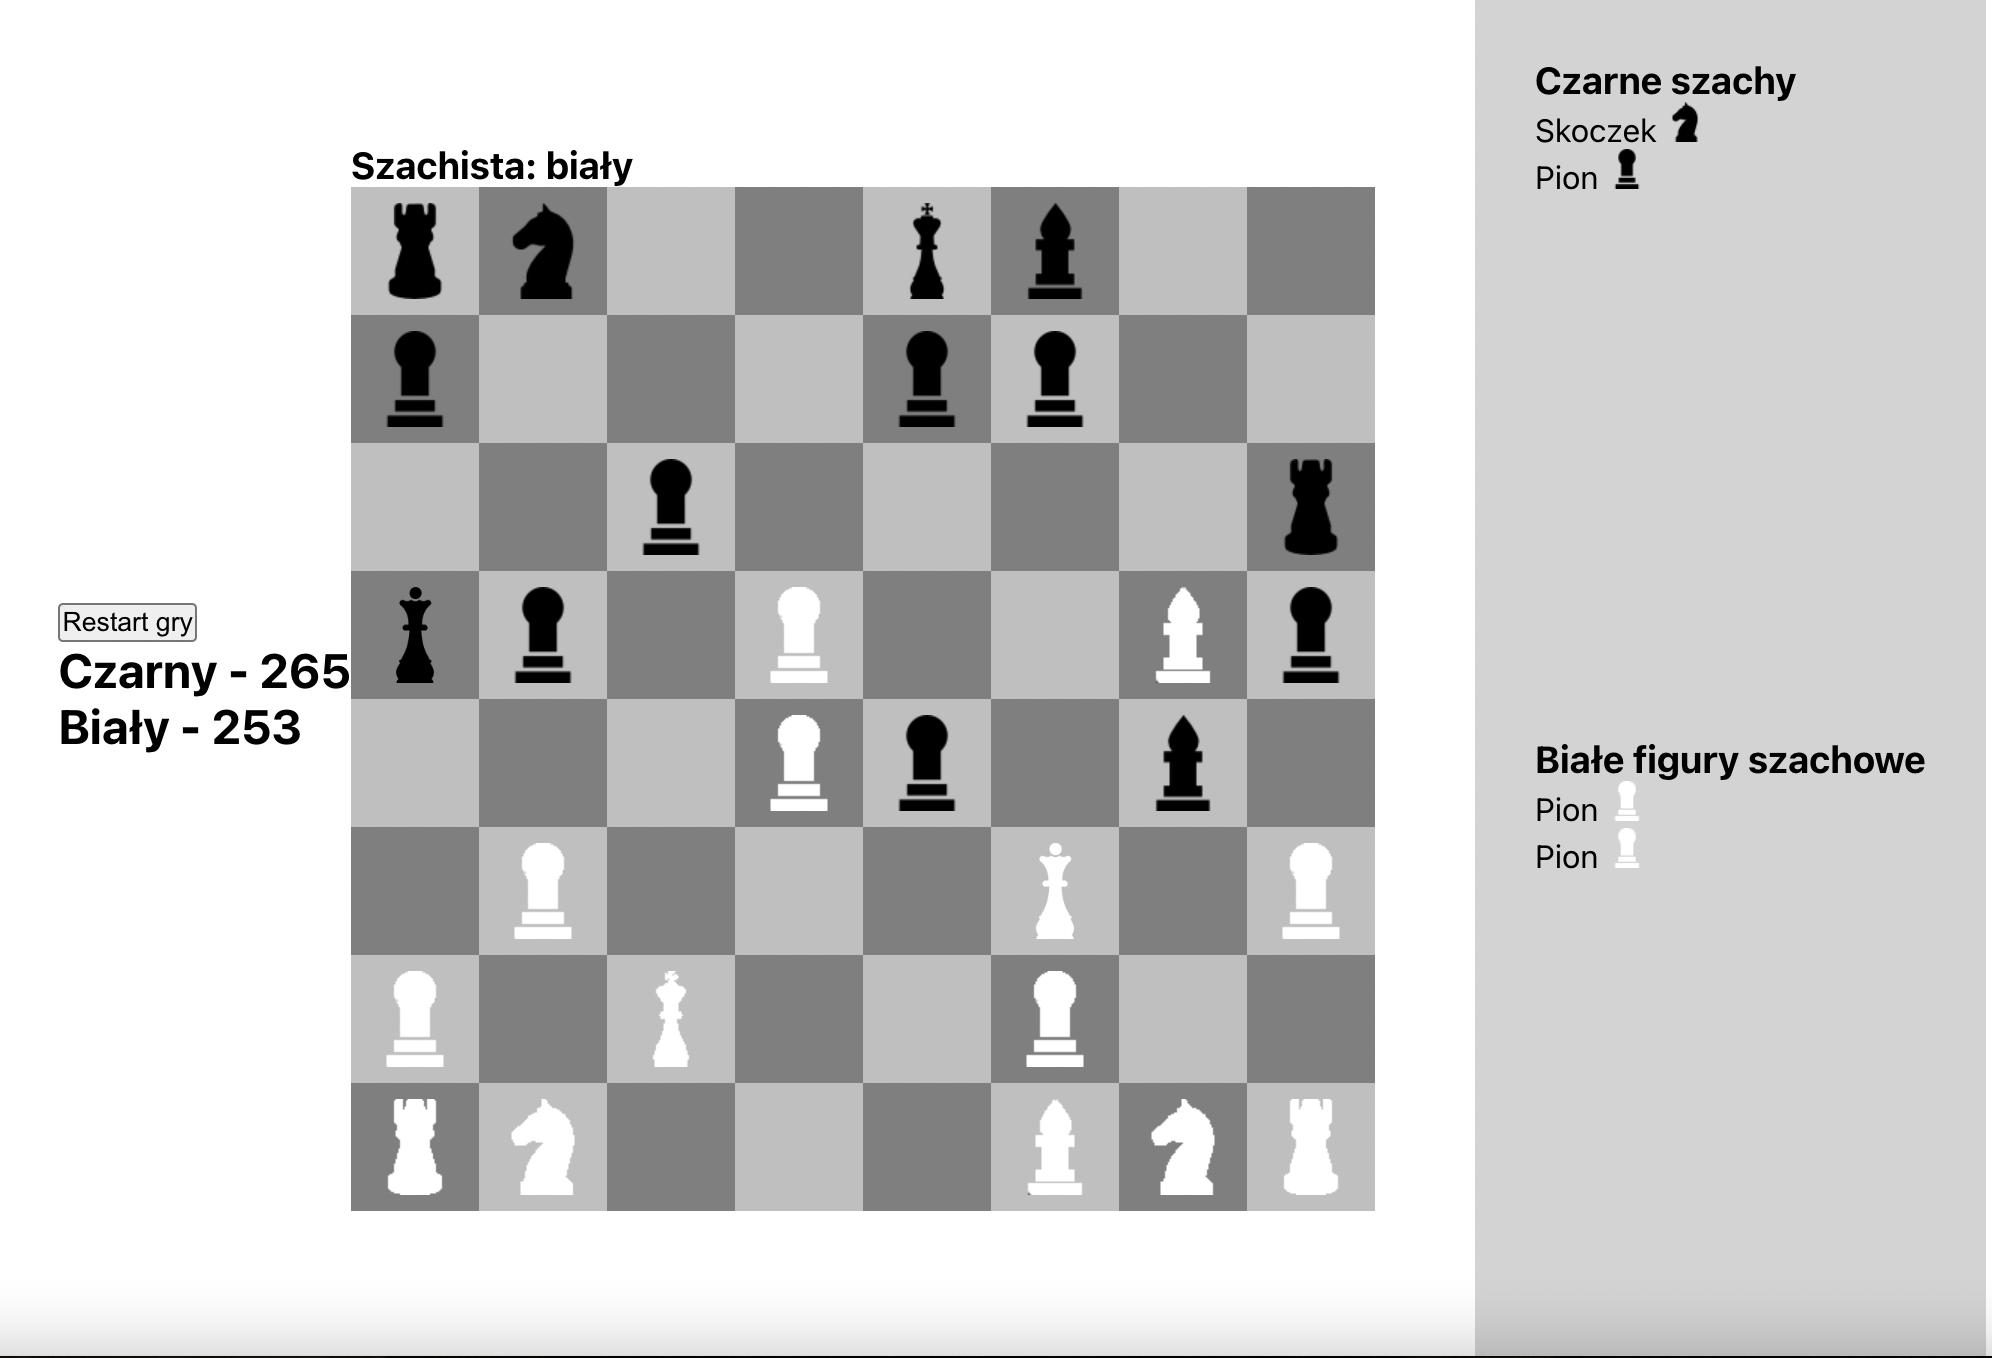 Szachista: biały
Restart gry
Czarny - 265
Biały - 253
Czarne szachy
Skoczek
Pion
Białe figury szachowe
Pion
Pion